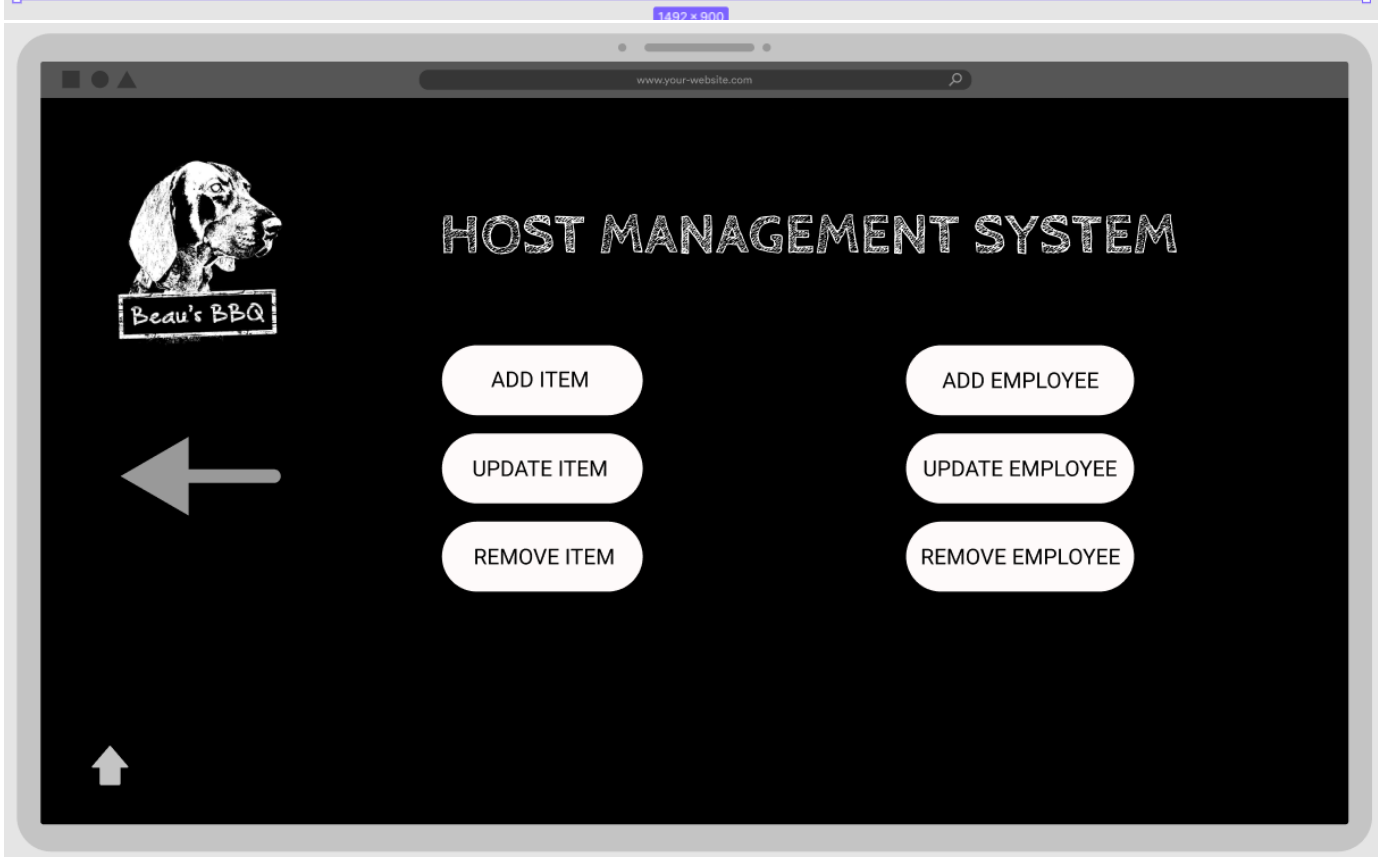 1492 × 900
www.your-website.com
HOST MANAGEMENT SYSTEM
Beau's BBQ
ADD ITEM
ADD EMPLOYEE
UPDATE ITEM
UPDATE EMPLOYEE
REMOVE ITEM
REMOVE EMPLOYEE